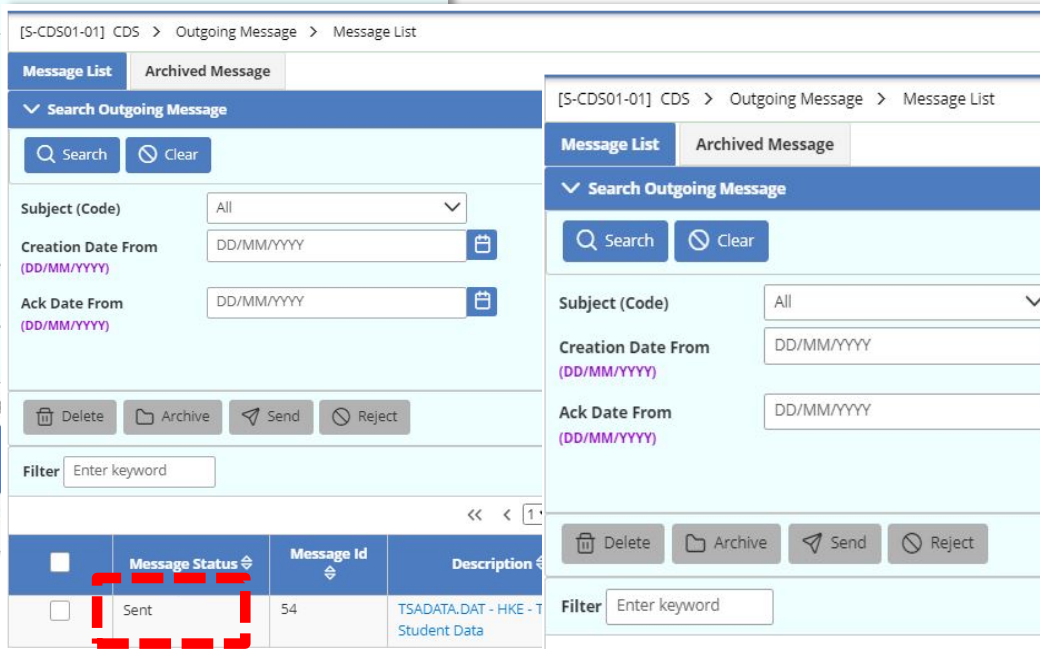 [S-CDS01-01] CDS > Outgoing Message > Message List
Message List Archived Message
Search Outgoing Message
Search Clear
Subject (Code) All
Creation Date From DD/MM/YYYY
(DD/MM/YYYY)
Ack Date From DD/MM/YYYY
(DD/MM/YYYY)
Delete Archive Send Reject
Filter Enter keyword
<< < 1
Message Status Message Id Description
Sent 54 TSADATA.DAT - HKE - T
Student Data
[S-CDS01-01] CDS > Outgoing Message > Message List
Message List Archived Message
Search Outgoing Message
Search Clear
Subject (Code) All
Creation Date From DD/MM/YYYY
(DD/MM/YYYY)
Ack Date From DD/MM/YYYY
(DD/MM/YYYY)
Delete Archive Send Reject
Filter Enter keyword